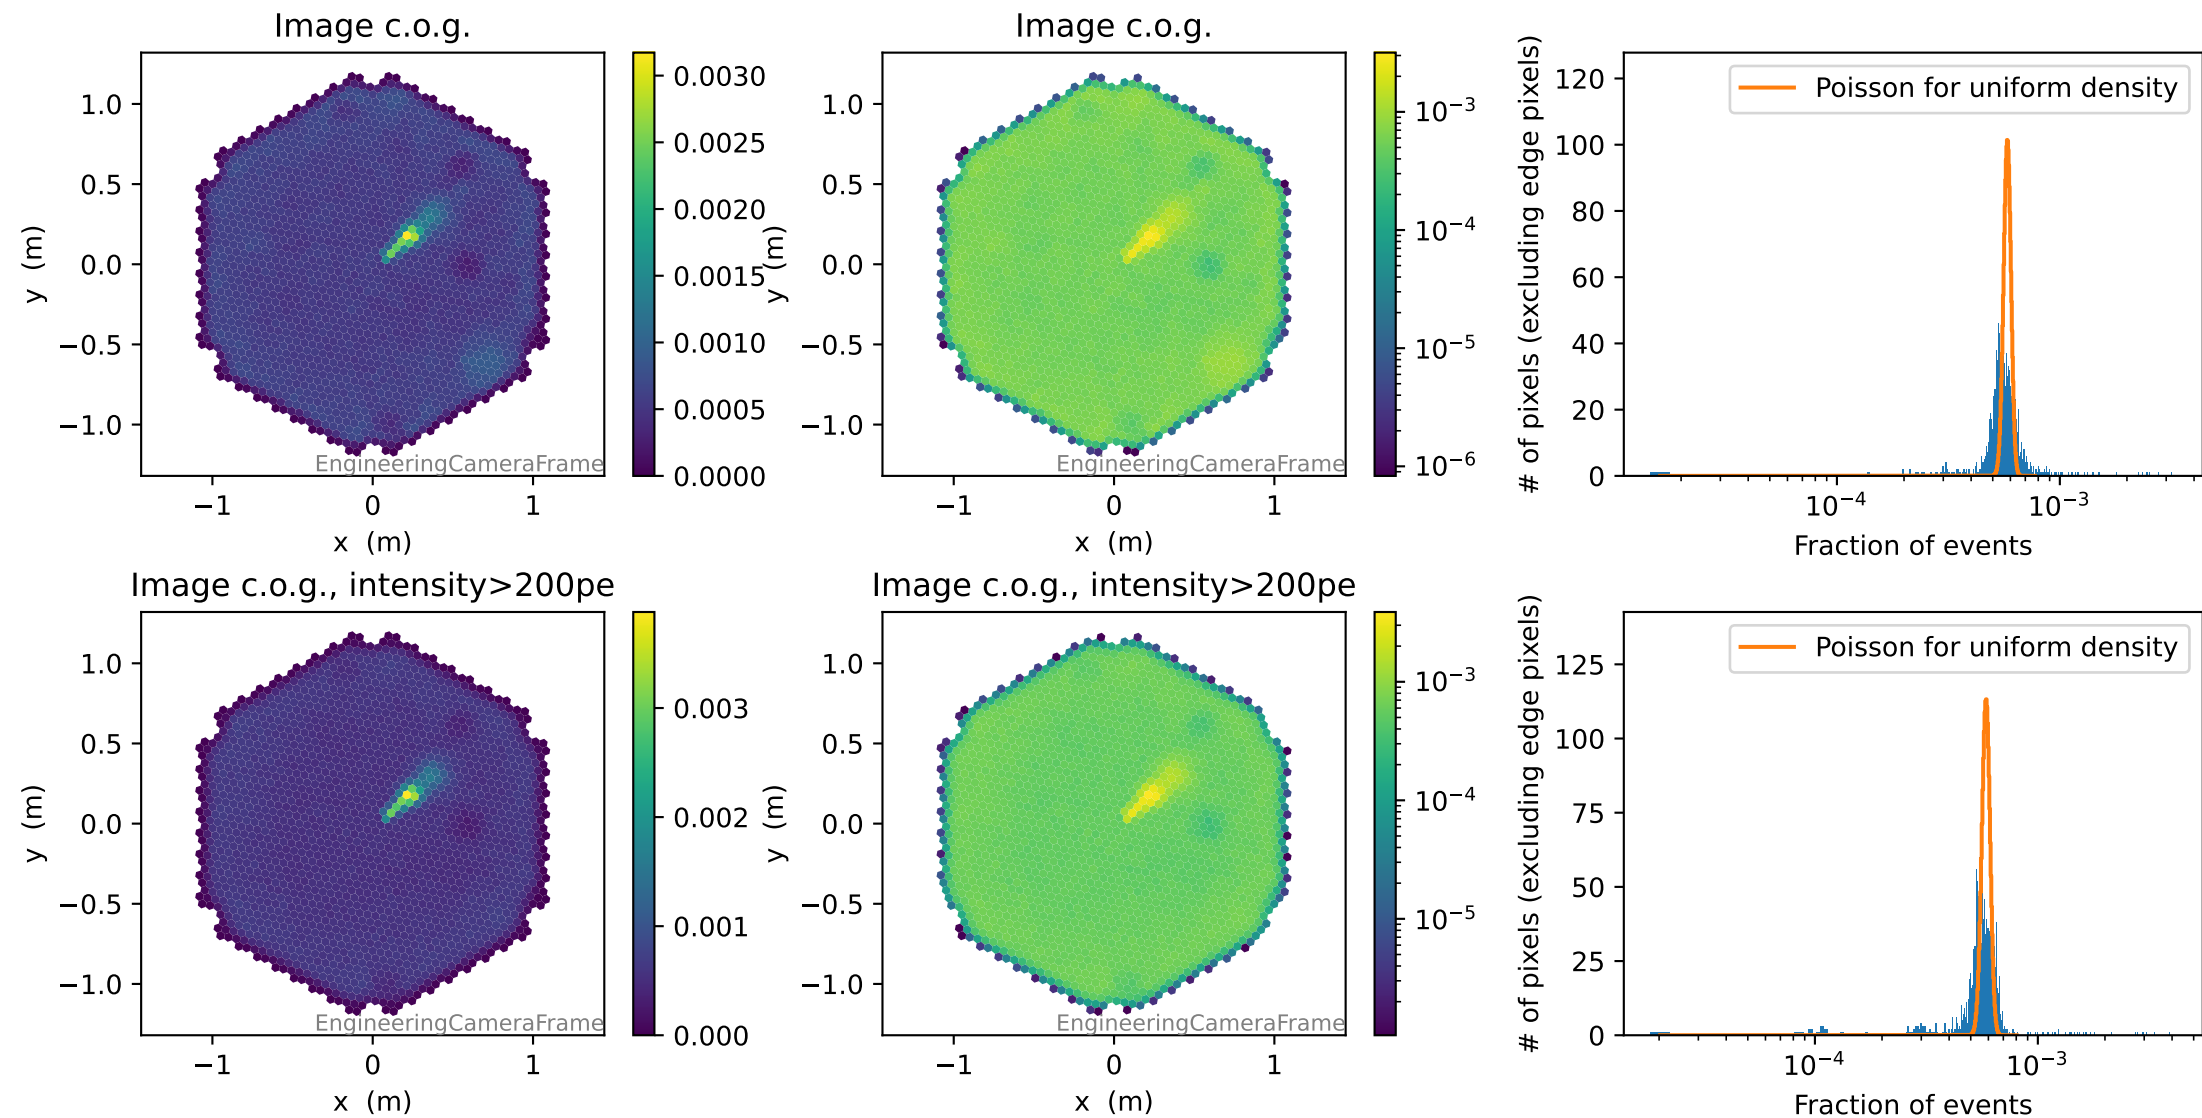 Image c.o.g.
y (m)
1.0
0.5
0.0
−0.5
−1.0
−1 0 1
x (m)
EngineeringCameraFrame
0.0030
0.0025
0.0020
0.0015
0.0010
0.0005
0.0000
Image c.o.g.
y (m)
1.0
0.5
0.0
−0.5
−1.0
−1 0 1
x (m)
EngineeringCameraFrame
10⁻³
10⁻⁴
10⁻⁵
10⁻⁶
# of pixels (excluding edge pixels)
120
100
80
60
40
20
0
Poisson for uniform density
10⁻⁴ 10⁻³
Fraction of events
Image c.o.g., intensity>200pe
y (m)
1.0
0.5
0.0
−0.5
−1.0
−1 0 1
x (m)
EngineeringCameraFrame
0.003
0.002
0.001
0.000
Image c.o.g., intensity>200pe
y (m)
1.0
0.5
0.0
−0.5
−1.0
−1 0 1
x (m)
EngineeringCameraFrame
10⁻³
10⁻⁴
10⁻⁵
# of pixels (excluding edge pixels)
125
100
75
50
25
0
Poisson for uniform density
10⁻⁴ 10⁻³
Fraction of events